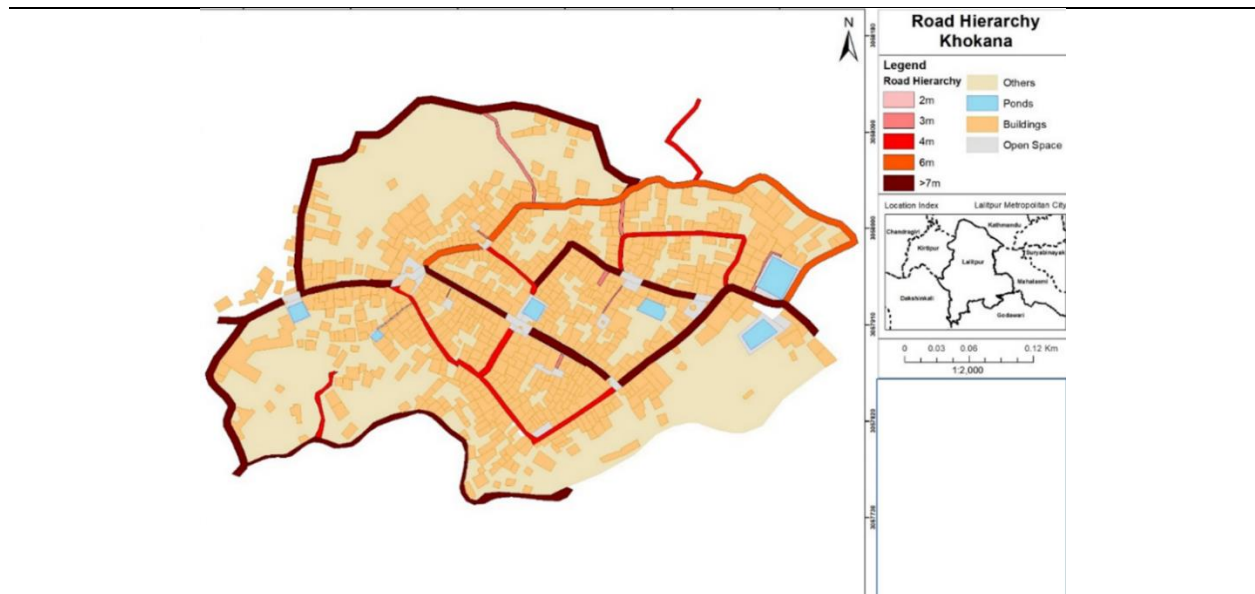 Road Hierarchy
Khokana
N
Legend
Road Hierarchy
2m
3m
4m
6m
>7m
Others
Ponds
Buildings
Open Space
Location Index
Lalitpur Metropolitan City
Chandragiri
Kirtipur
Kathmandu
Suryabinayak
Lalitpur
Mahalaxmi
Dakshinkali
Godawari
0 0.03 0.06 0.12 Km
1:2,000